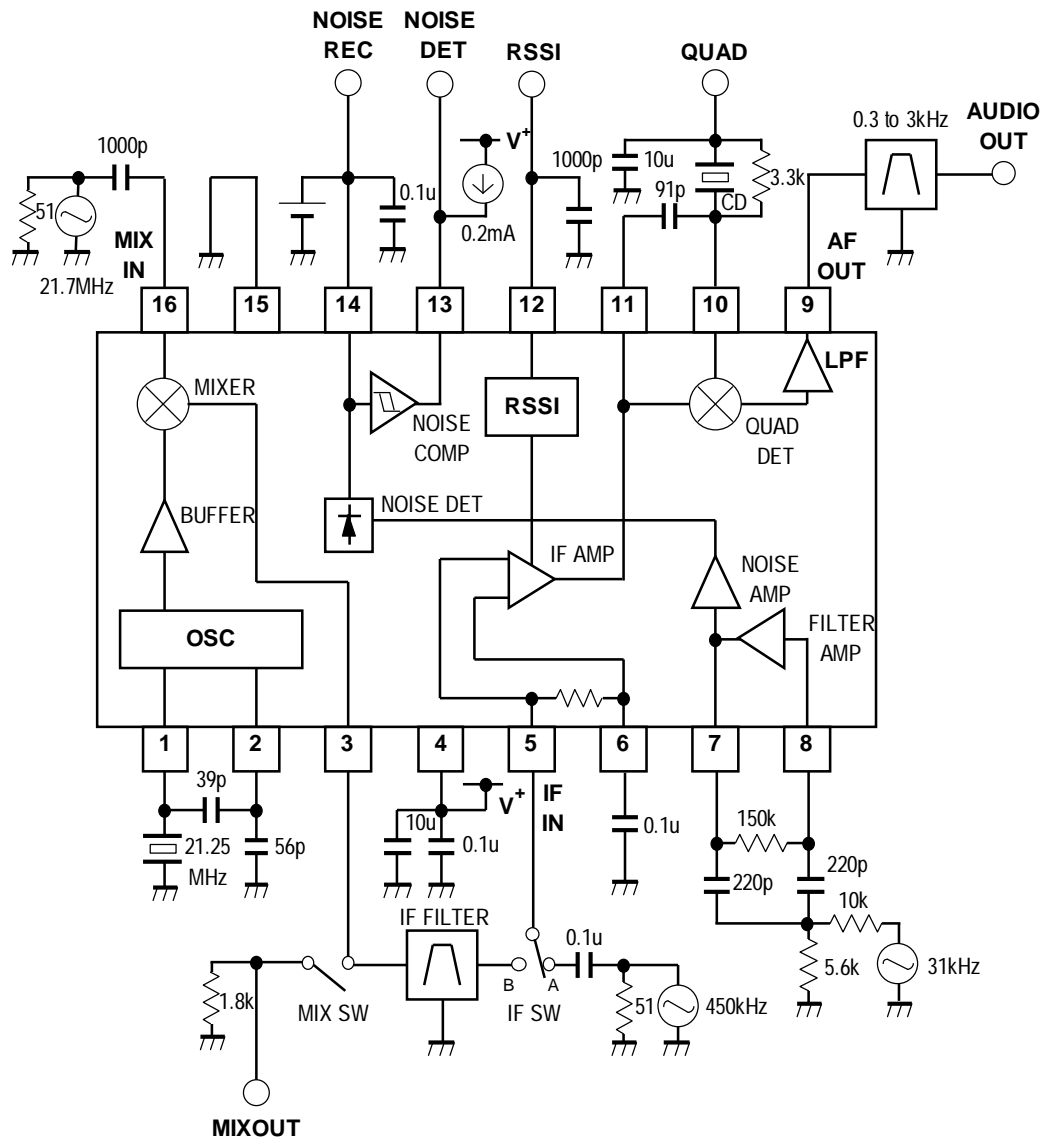 NOISE
REC
NOISE
DET
RSSI
QUAD
0.3 to 3kHz
AUDIO
OUT
1000p
V+
1000p
10u
3.3k
51
0.1u
91p
CD
MIX
IN
0.2mA
AF
OUT
21.7MHz
16
15
14
13
12
11
10
9
LPF
MIXER
RSSI
NOISE
COMP
QUAD
DET
NOISE DET
BUFFER
IF AMP
NOISE
AMP
FILTER
AMP
OSC
1
2
3
4
5
6
7
8
39p
V+
IF
IN
10u
150k
21.25
MHz
56p
0.1u
0.1u
220p
220p
10k
IF FILTER
0.1u
5.6k
31kHz
1.8k
MIX SW
B
A
IF SW
51
450kHz
MIXOUT